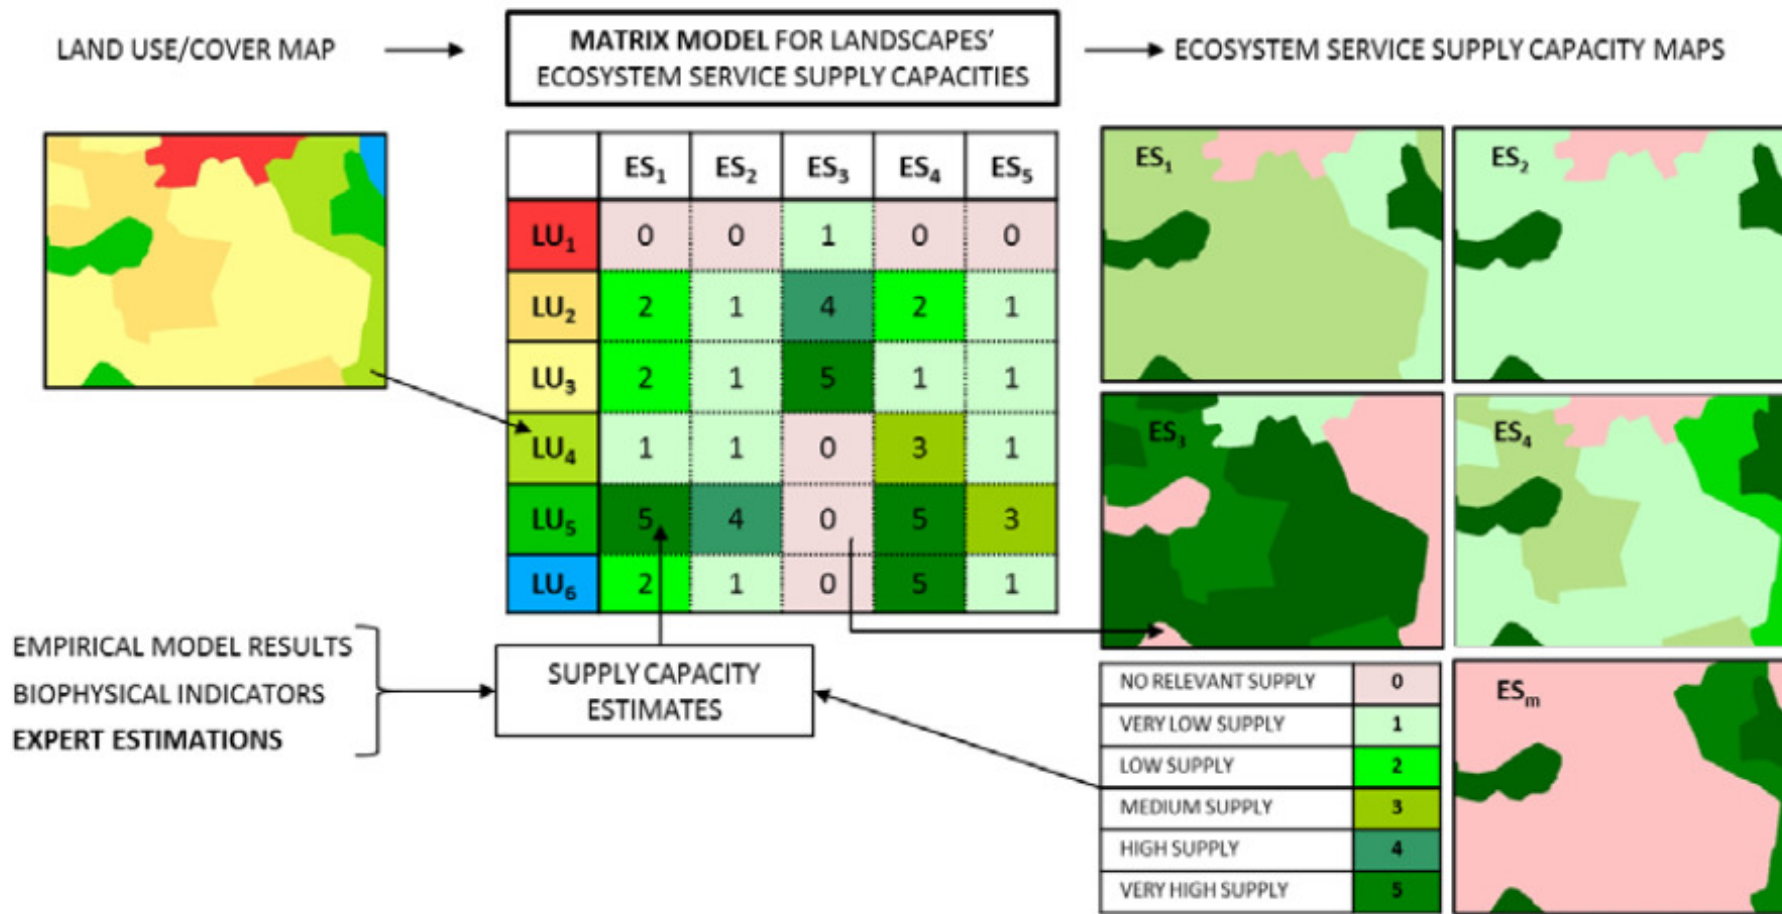 LAND USE/COVER MAP
MATRIX MODEL FOR LANDSCAPES'
ECOSYSTEM SERVICE SUPPLY CAPACITIES
ECOSYSTEM SERVICE SUPPLY CAPACITY MAPS
ES₁ ES₂ ES₃ ES₄ ES₅
LU₁ 0 0 1 0 0
LU₂ 2 1 4 2 1
LU₃ 2 1 5 1 1
LU₄ 1 1 0 3 1
LU₅ 5 4 0 5 3
LU₆ 2 1 0 5 1
ES₁
ES₂
ES₃
ES₄
ESₘ
EMPIRICAL MODEL RESULTS
BIOPHYSICAL INDICATORS
EXPERT ESTIMATIONS
SUPPLY CAPACITY
ESTIMATES
NO RELEVANT SUPPLY 0
VERY LOW SUPPLY 1
LOW SUPPLY 2
MEDIUM SUPPLY 3
HIGH SUPPLY 4
VERY HIGH SUPPLY 5